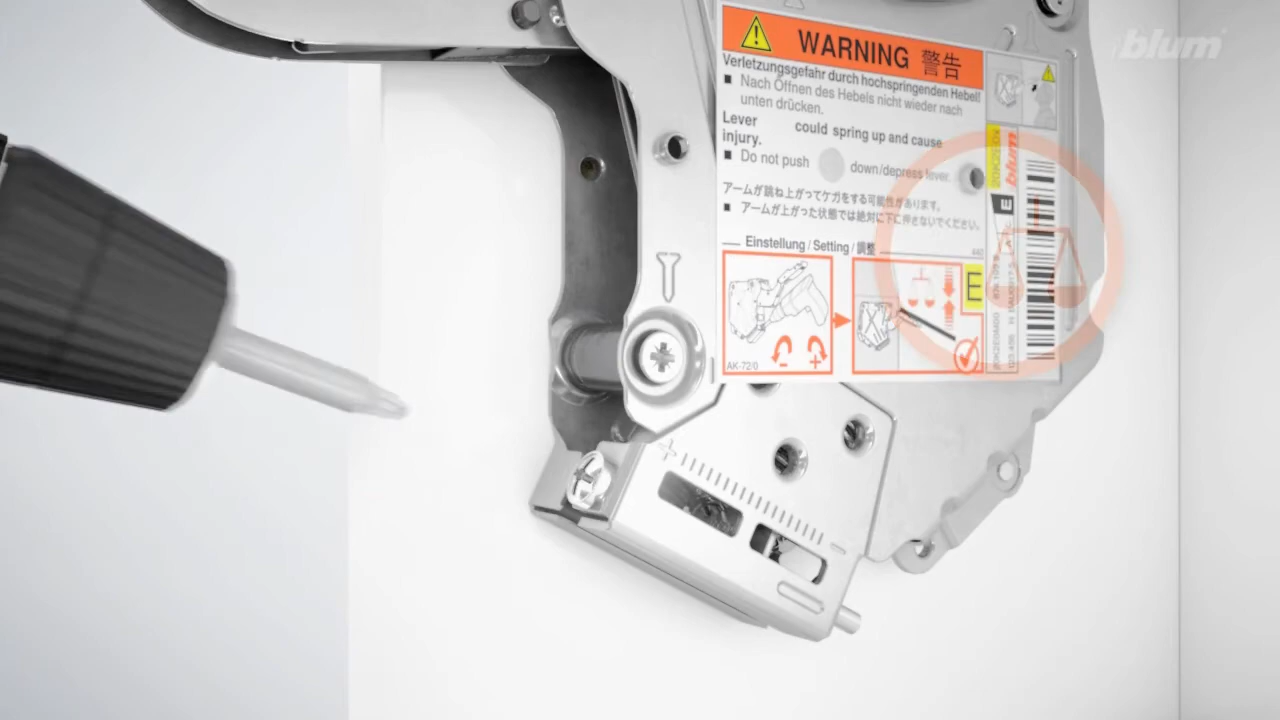 blum
WARNING 警告
Verletzungsgefahr durch hochspringenden Hebel!
■ Nach Öffnen des Hebels nicht wieder nach
unten drücken.
Lever could spring up and cause
injury.
■ Do not push down/depress lever.
アームが跳ね上がってケガをする可能性があります。
■ アームが上がった状態では絶対に下に押さないでください。
Einstellung / Setting / 調整
440
E
AK-72/0
- +
blum
E
+ -